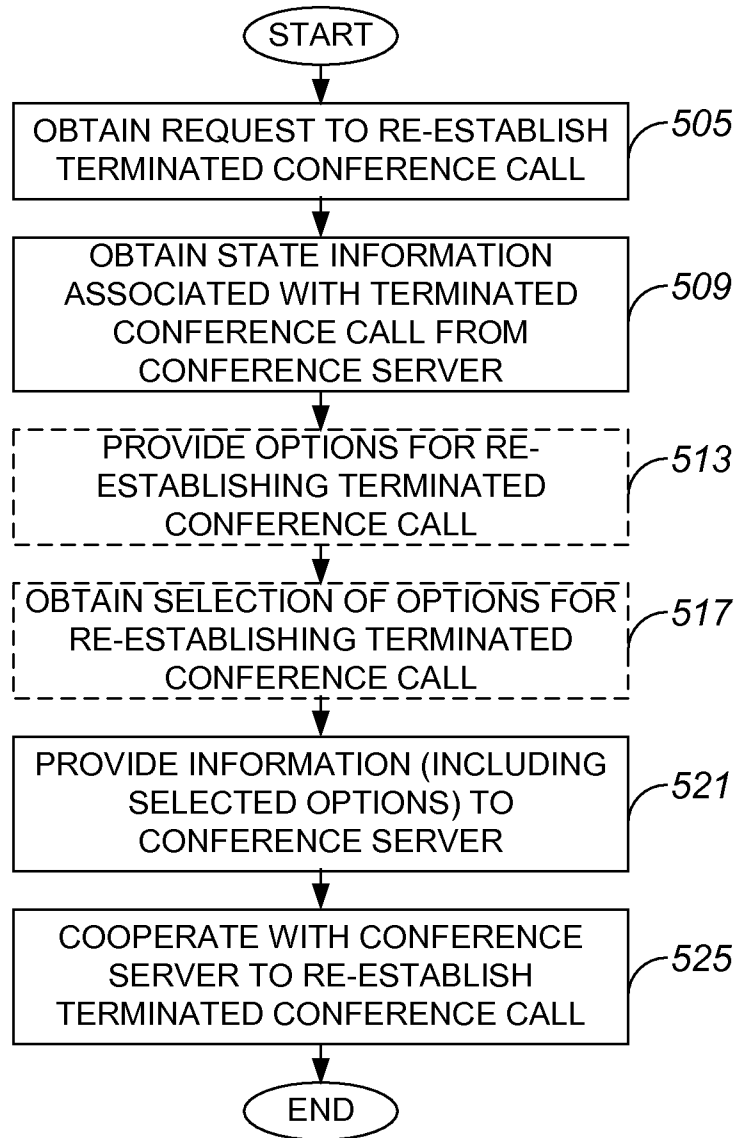 START
OBTAIN REQUEST TO RE-ESTABLISH
TERMINATED CONFERENCE CALL
505
OBTAIN STATE INFORMATION
ASSOCIATED WITH TERMINATED
CONFERENCE CALL FROM
CONFERENCE SERVER
509
PROVIDE OPTIONS FOR RE-
ESTABLISHING TERMINATED
CONFERENCE CALL
513
OBTAIN SELECTION OF OPTIONS FOR
RE-ESTABLISHING TERMINATED
CONFERENCE CALL
517
PROVIDE INFORMATION (INCLUDING
SELECTED OPTIONS) TO
CONFERENCE SERVER
521
COOPERATE WITH CONFERENCE
SERVER TO RE-ESTABLISH
TERMINATED CONFERENCE CALL
525
END